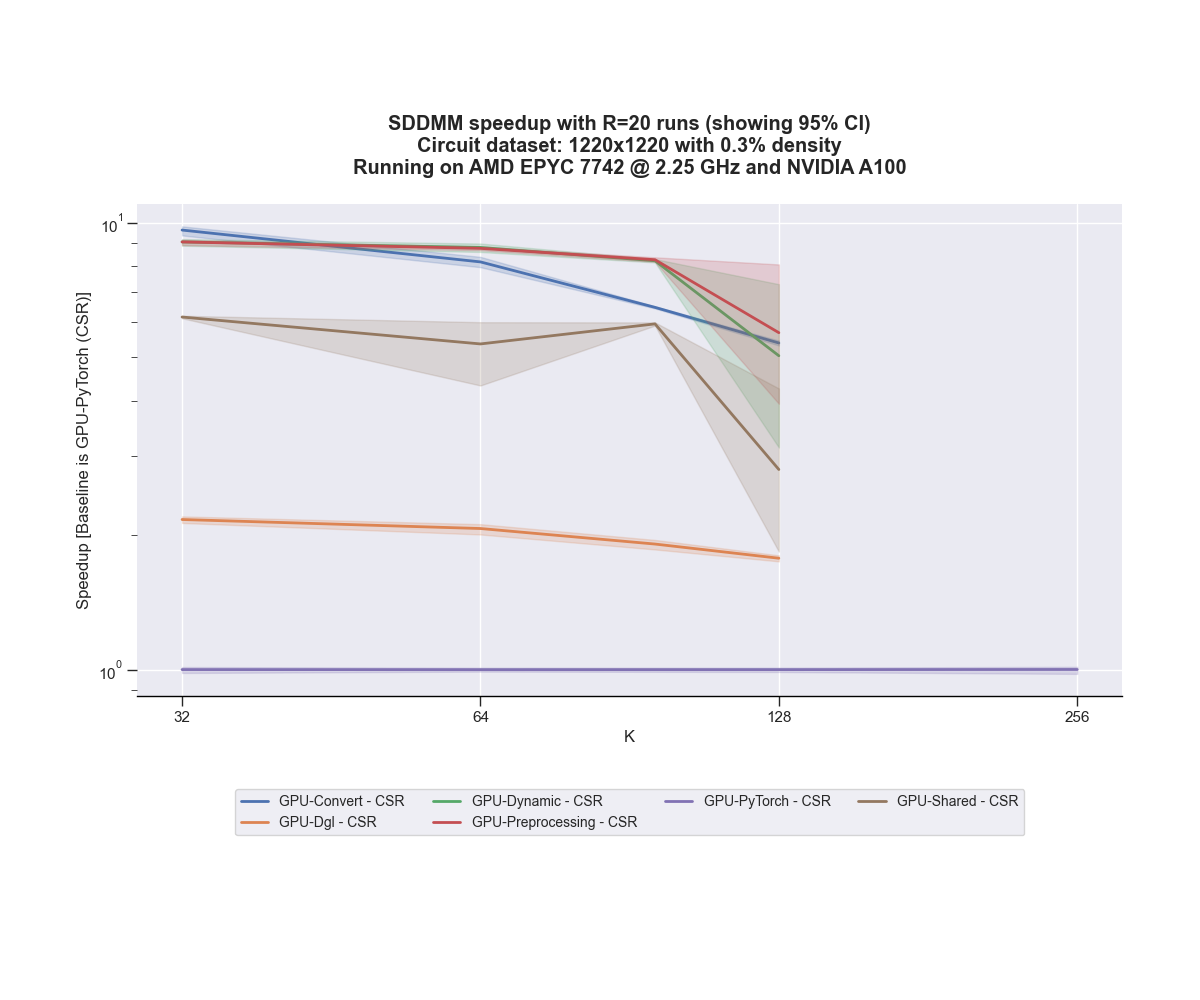 SDDMM speedup with R=20 runs (showing 95% CI)
Circuit dataset: 1220x1220 with 0.3% density
Running on AMD EPYC 7742 @ 2.25 GHz and NVIDIA A100
10^1
10^0
Speedup [Baseline is GPU-PyTorch (CSR)]
32 64 128 256
K
GPU-Convert - CSR GPU-Dynamic - CSR GPU-PyTorch - CSR GPU-Shared - CSR
GPU-Dgl - CSR GPU-Preprocessing - CSR